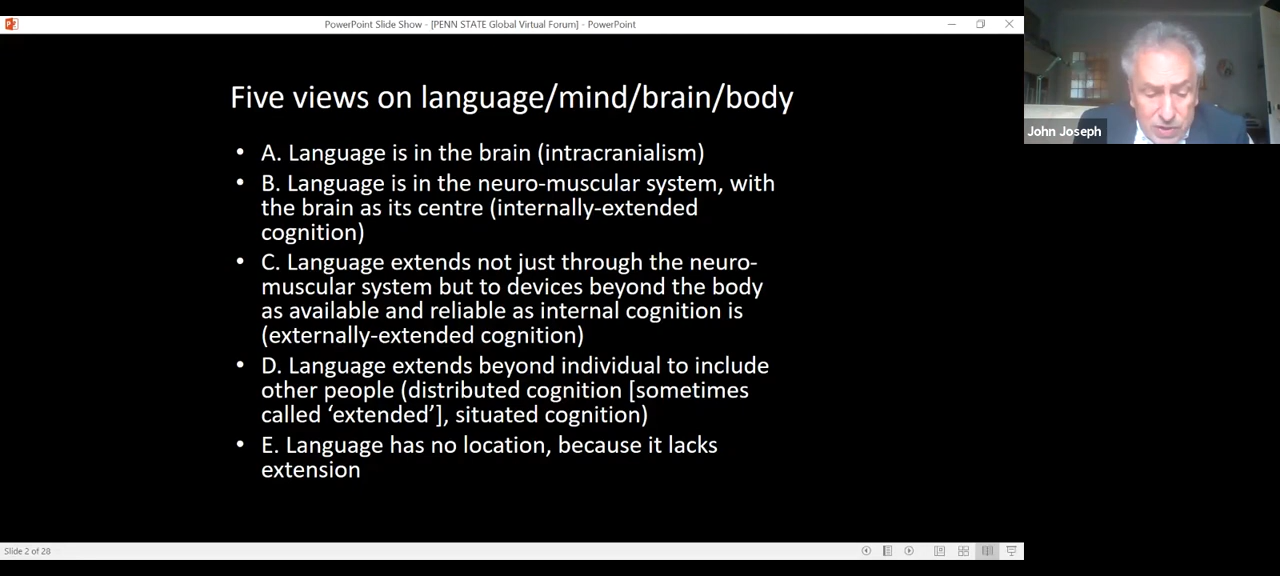 PowerPoint Slide Show - [PENN STATE Global Virtual Forum] - PowerPoint
Five views on language/mind/brain/body
• A. Language is in the brain (intracranialism)
• B. Language is in the neuro-muscular system, with
the brain as its centre (internally-extended
cognition)
• C. Language extends not just through the neuro-
muscular system but to devices beyond the body
as available and reliable as internal cognition is
(externally-extended cognition)
• D. Language extends beyond individual to include
other people (distributed cognition [sometimes
called ‘extended’], situated cognition)
• E. Language has no location, because it lacks
extension
John Joseph
Slide 2 of 28